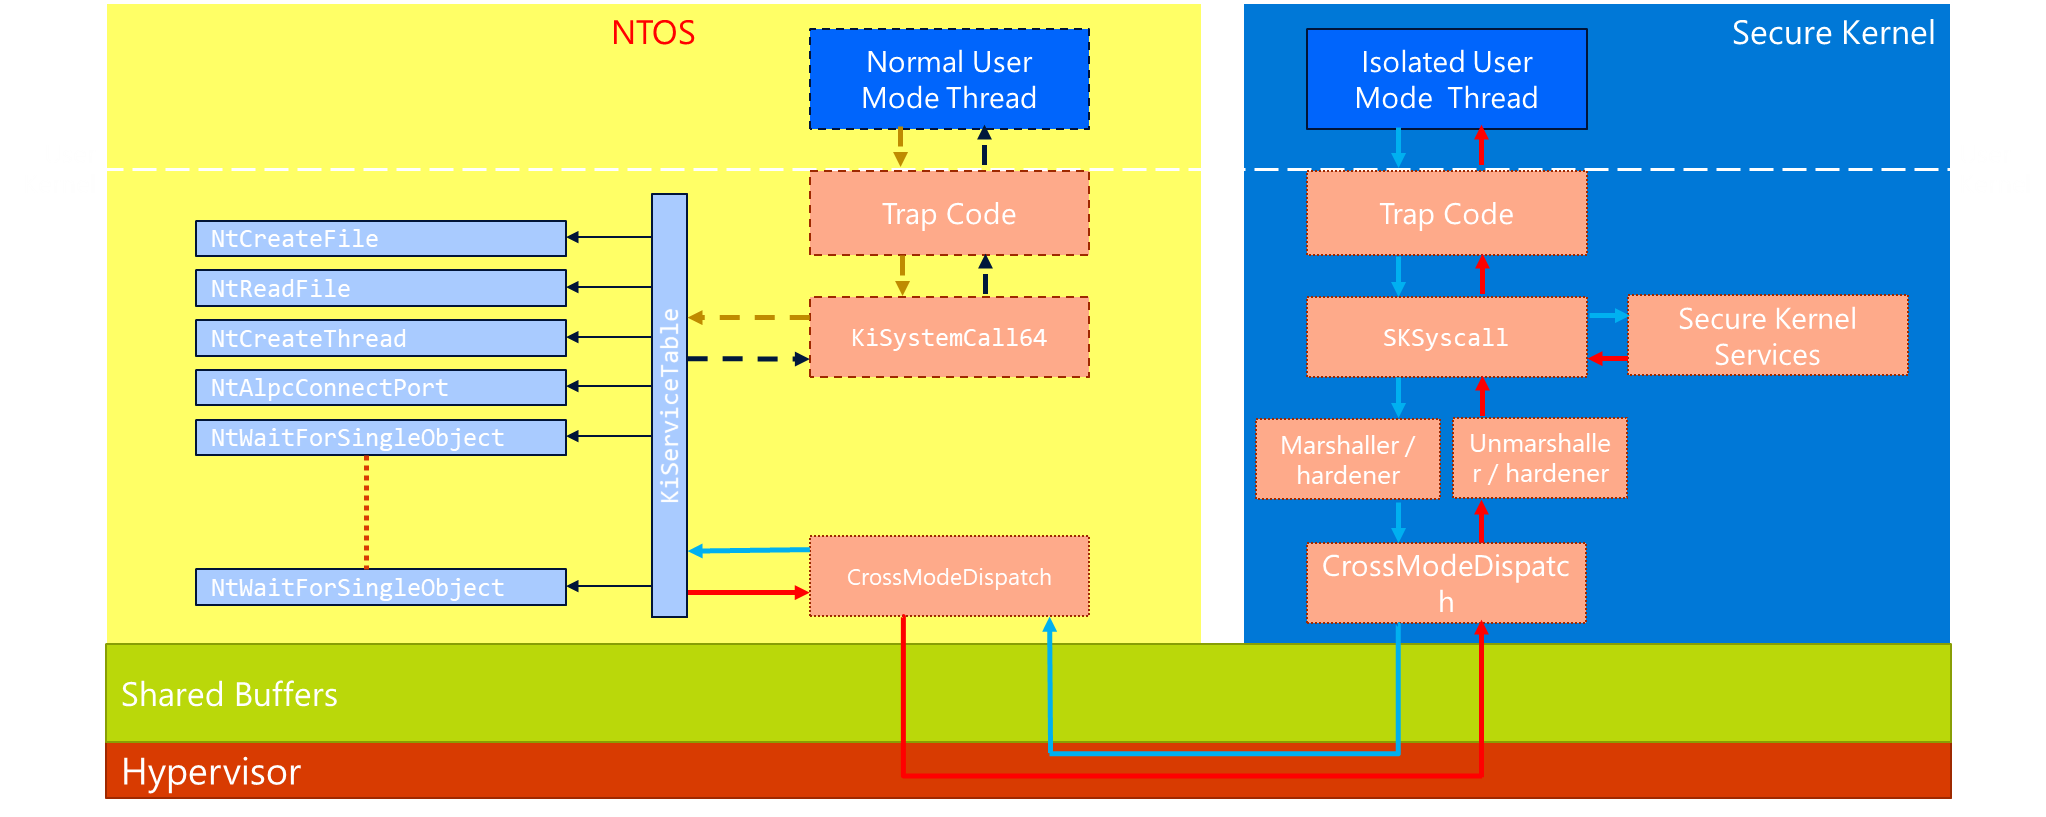 NTOS
Normal User
Mode Thread
Trap Code
KiSystemCall64
NtCreateFile
NtReadFile
NtCreateThread
NtAlpcConnectPort
NtWaitForSingleObject
NtWaitForSingleObject
KiServiceTable
CrossModeDispatch
Secure Kernel
Isolated User
Mode Thread
Trap Code
SKSyscall
Secure Kernel
Services
Marshaller /
hardener
Unmarshalle
r / hardener
CrossModeDispatc
h
Shared Buffers
Hypervisor